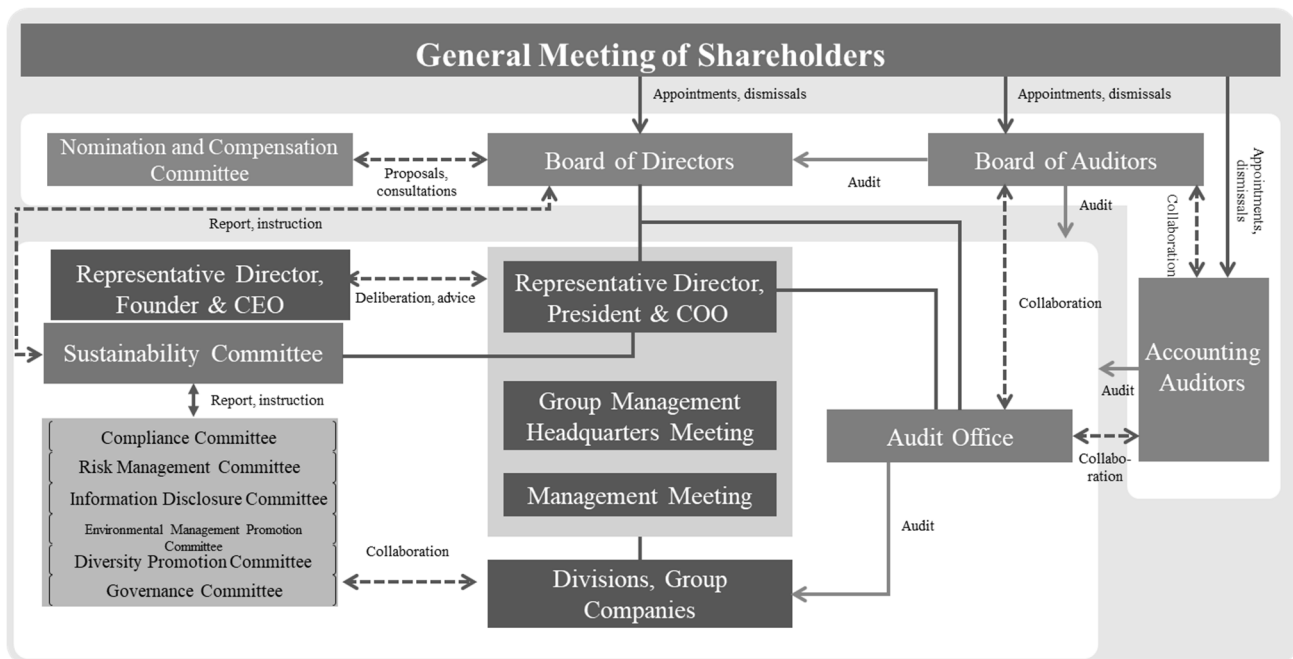 General Meeting of Shareholders
Appointments, dismissals
Appointments, dismissals
Appointments,
dismissals
Nomination and Compensation
Committee
Proposals,
consultations
Board of Directors
Audit
Board of Auditors
Report, instruction
Audit
Collaboration
Representative Director,
Founder & CEO
Deliberation, advice
Representative Director,
President & COO
Collaboration
Sustainability Committee
Accounting
Auditors
Audit
Report, instruction
Group Management
Headquarters Meeting
Audit Office
Collabo-
ration
Compliance Committee
Risk Management Committee
Information Disclosure Committee
Environmental Management Promotion
Committee
Diversity Promotion Committee
Governance Committee
Management Meeting
Audit
Collaboration
Divisions, Group
Companies